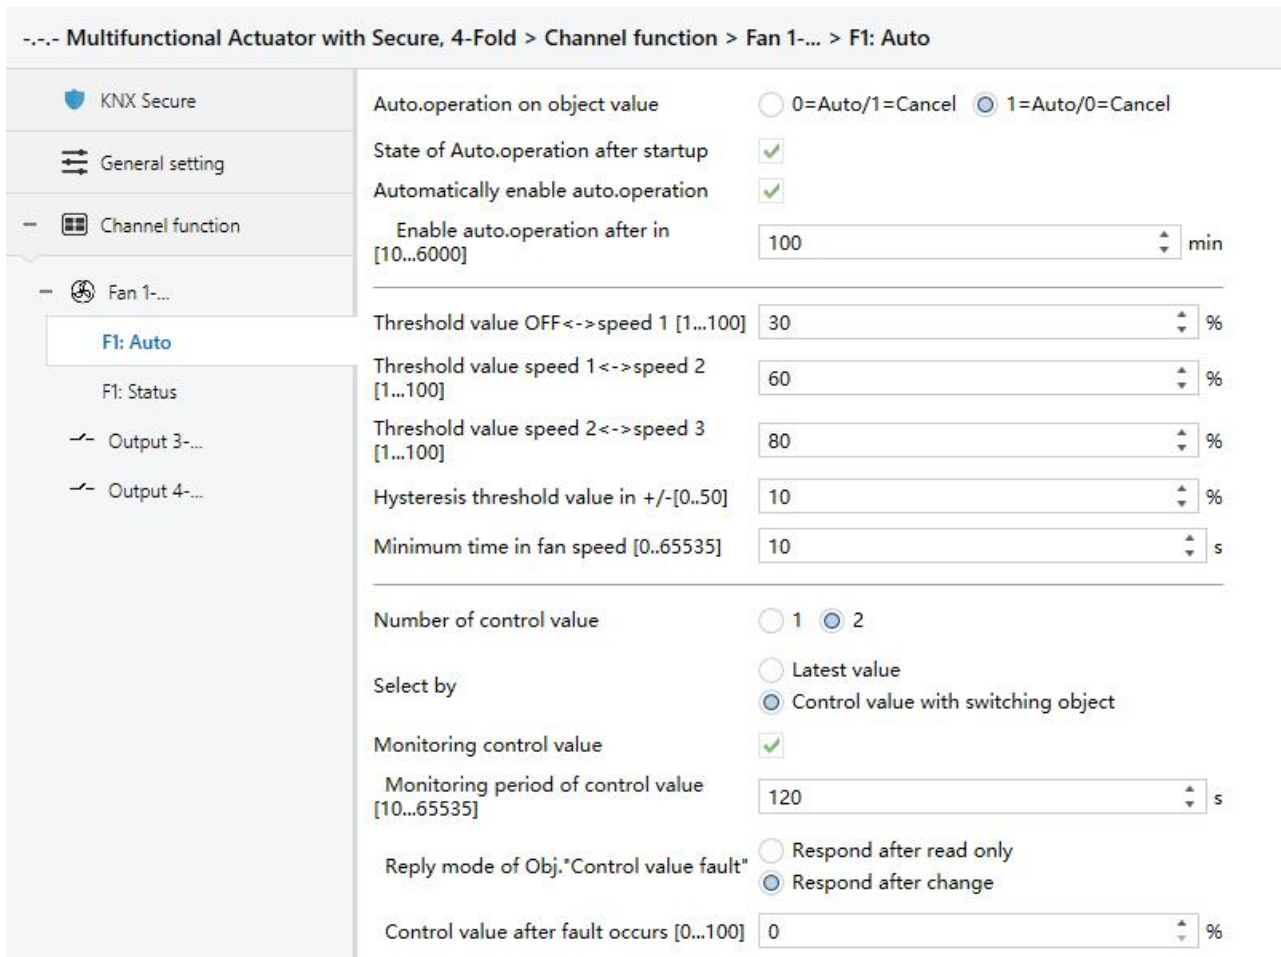 -.-.- Multifunctional Actuator with Secure, 4-Fold > Channel function > Fan 1-... > F1: Auto
KNX Secure
General setting
Channel function
Fan 1-...
F1: Auto
F1: Status
Output 3-...
Output 4-...
Auto.operation on object value
0=Auto/1=Cancel 1=Auto/0=Cancel
State of Auto.operation after startup
Automatically enable auto.operation
Enable auto.operation after in
[10...6000]
100 min
Threshold value OFF<->speed 1 [1...100] 30 %
Threshold value speed 1<->speed 2
[1...100]
60 %
Threshold value speed 2<->speed 3
[1...100]
80 %
Hysteresis threshold value in +/-[0..50] 10 %
Minimum time in fan speed [0..65535] 10 s
Number of control value 1 2
Select by
Latest value
Control value with switching object
Monitoring control value
Monitoring period of control value
[10...65535]
120 s
Reply mode of Obj."Control value fault"
Respond after read only
Respond after change
Control value after fault occurs [0...100] 0 %